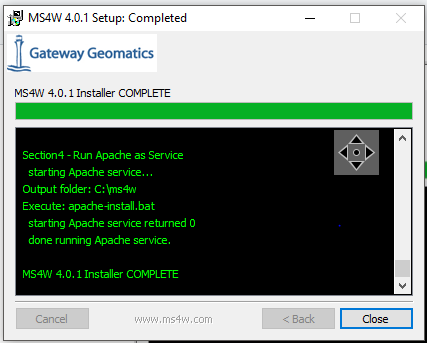 MS4W 4.0.1 Setup: Completed
Gateway Geomatics
MS4W 4.0.1 Installer COMPLETE
Section4 - Run Apache as Service
starting Apache service...
Output folder: C:\ms4w
Execute: apache-install.bat
starting Apache service returned 0
done running Apache service.
MS4W 4.0.1 Installer COMPLETE
Cancel
www.ms4w.com
< Back
Close